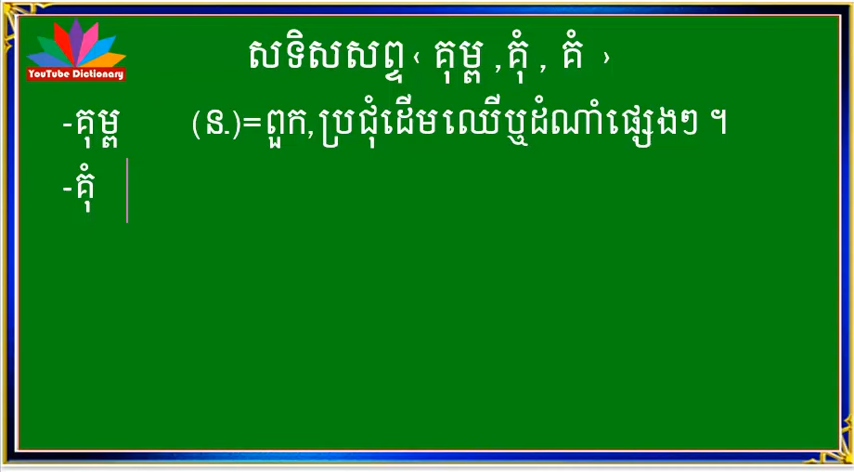 សទិសសព្ទ‹ គុម្ព ,គុំ , គំ ›
YouTube Dictionary
-គុម្ព (ន.)=ពួក,ប្រជុំដើមឈើឬដំណាំផ្សេងៗ ។
-គុំ